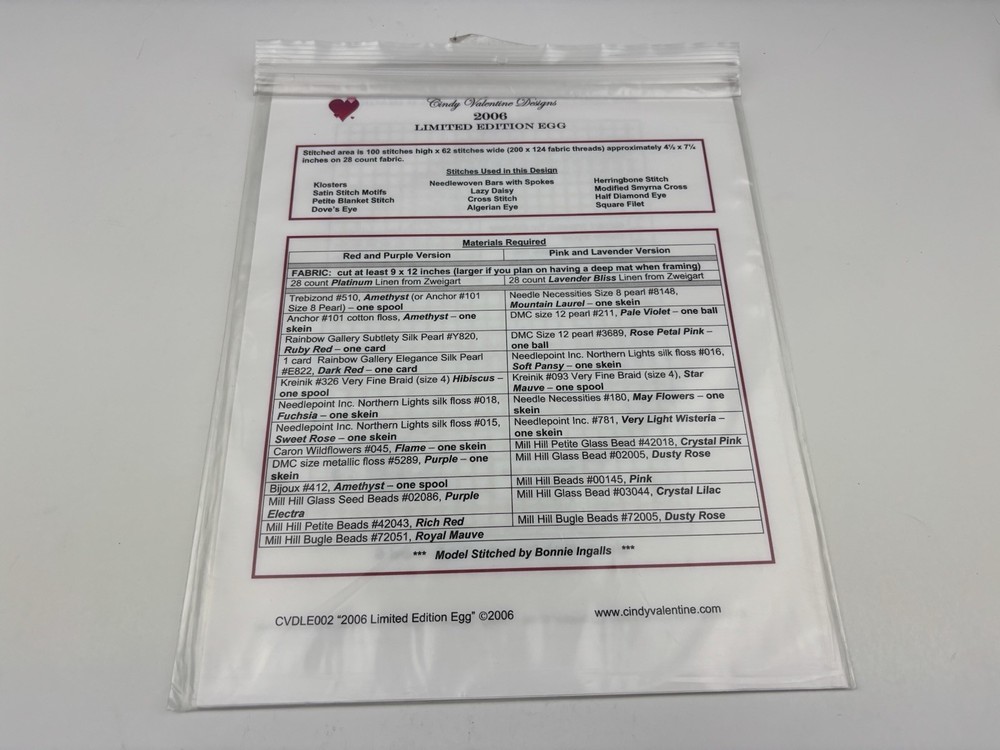 Cindy Valentine Designs
2006
LIMITED EDITION EGG
Stitched area is 100 stitches high x 62 stitches wide (200 x 124 fabric threads) approximately 4½ x 7¼
inches on 28 count fabric.
Stitches Used in this Design
Klosters
Satin Stitch Motifs
Petite Blanket Stitch
Dove's Eye
Needlewoven Bars with Spokes
Lazy Daisy
Cross Stitch
Algerian Eye
Herringbone Stitch
Modified Smyrna Cross
Half Diamond Eye
Square Filet
Materials Required
Red and Purple Version
Pink and Lavender Version
FABRIC: cut at least 9 x 12 inches (larger if you plan on having a deep mat when framing)
28 count Platinum Linen from Zweigart
28 count Lavender Bliss Linen from Zweigart
Trebizond #510, Amethyst (or Anchor #101
Size 8 Pearl) – one spool
Anchor #101 cotton floss, Amethyst – one
skein
Rainbow Gallery Subtlety Silk Pearl #Y820,
Ruby Red – one card
1 card Rainbow Gallery Elegance Silk Pearl
#E822, Dark Red – one card
Kreinik #326 Very Fine Braid (size 4) Hibiscus –
one spool
Needlepoint Inc. Northern Lights silk floss #018,
Fuchsia – one skein
Needlepoint Inc. Northern Lights silk floss #015,
Sweet Rose – one skein
Caron Wildflowers #045, Flame – one skein
DMC size metallic floss #5289, Purple – one
skein
Bijoux #412, Amethyst – one spool
Mill Hill Glass Seed Beads #02086, Purple
Electra
Mill Hill Petite Beads #42043, Rich Red
Mill Hill Bugle Beads #72051, Royal Mauve
Needle Necessities Size 8 pearl #8148,
Mountain Laurel – one skein
DMC size 12 pearl #211, Pale Violet – one ball
DMC Size 12 pearl #3689, Rose Petal Pink –
one ball
Needlepoint Inc. Northern Lights silk floss #016,
Soft Pansy – one skein
Kreinik #093 Very Fine Braid (size 4), Star
Mauve – one spool
Needle Necessities #180, May Flowers – one
skein
Needlepoint Inc. #781, Very Light Wisteria –
one skein
Mill Hill Petite Glass Bead #42018, Crystal Pink
Mill Hill Glass Bead #02005, Dusty Rose
Mill Hill Beads #00145, Pink
Mill Hill Glass Bead #03044, Crystal Lilac
Mill Hill Bugle Beads #72005, Dusty Rose
*** Model Stitched by Bonnie Ingalls ***
CVDLE002 “2006 Limited Edition Egg” ©2006
www.cindyvalentine.com